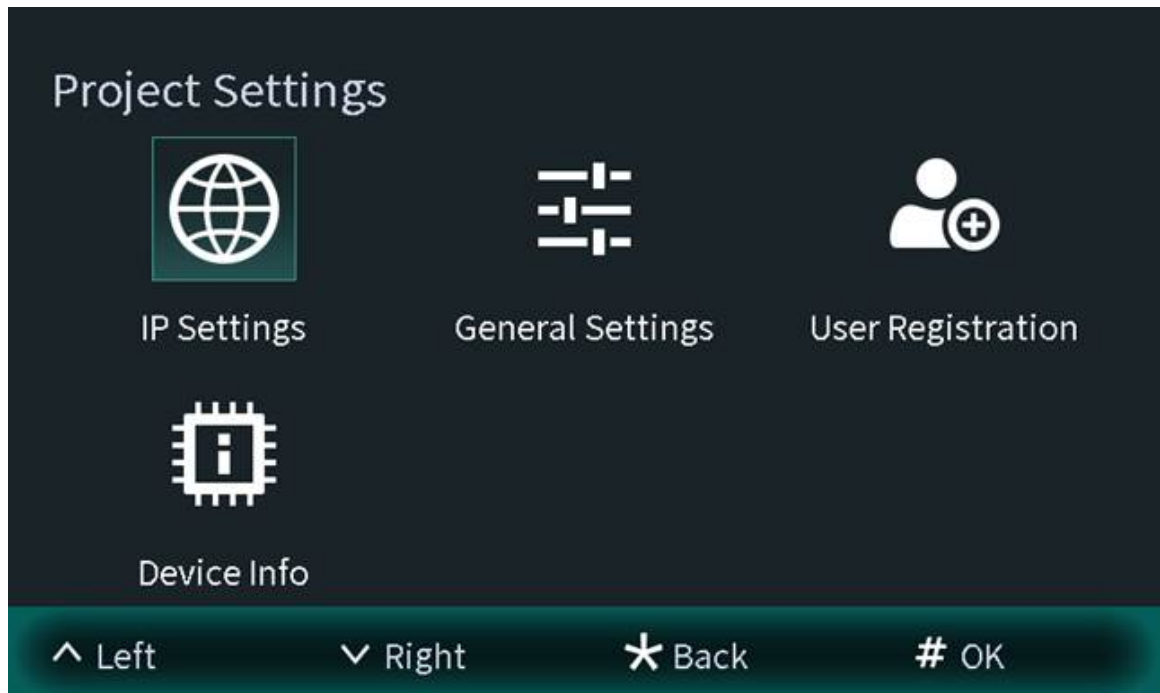 Project Settings
IP Settings
General Settings
User Registration
Device Info
^ Left
v Right
* Back
# OK